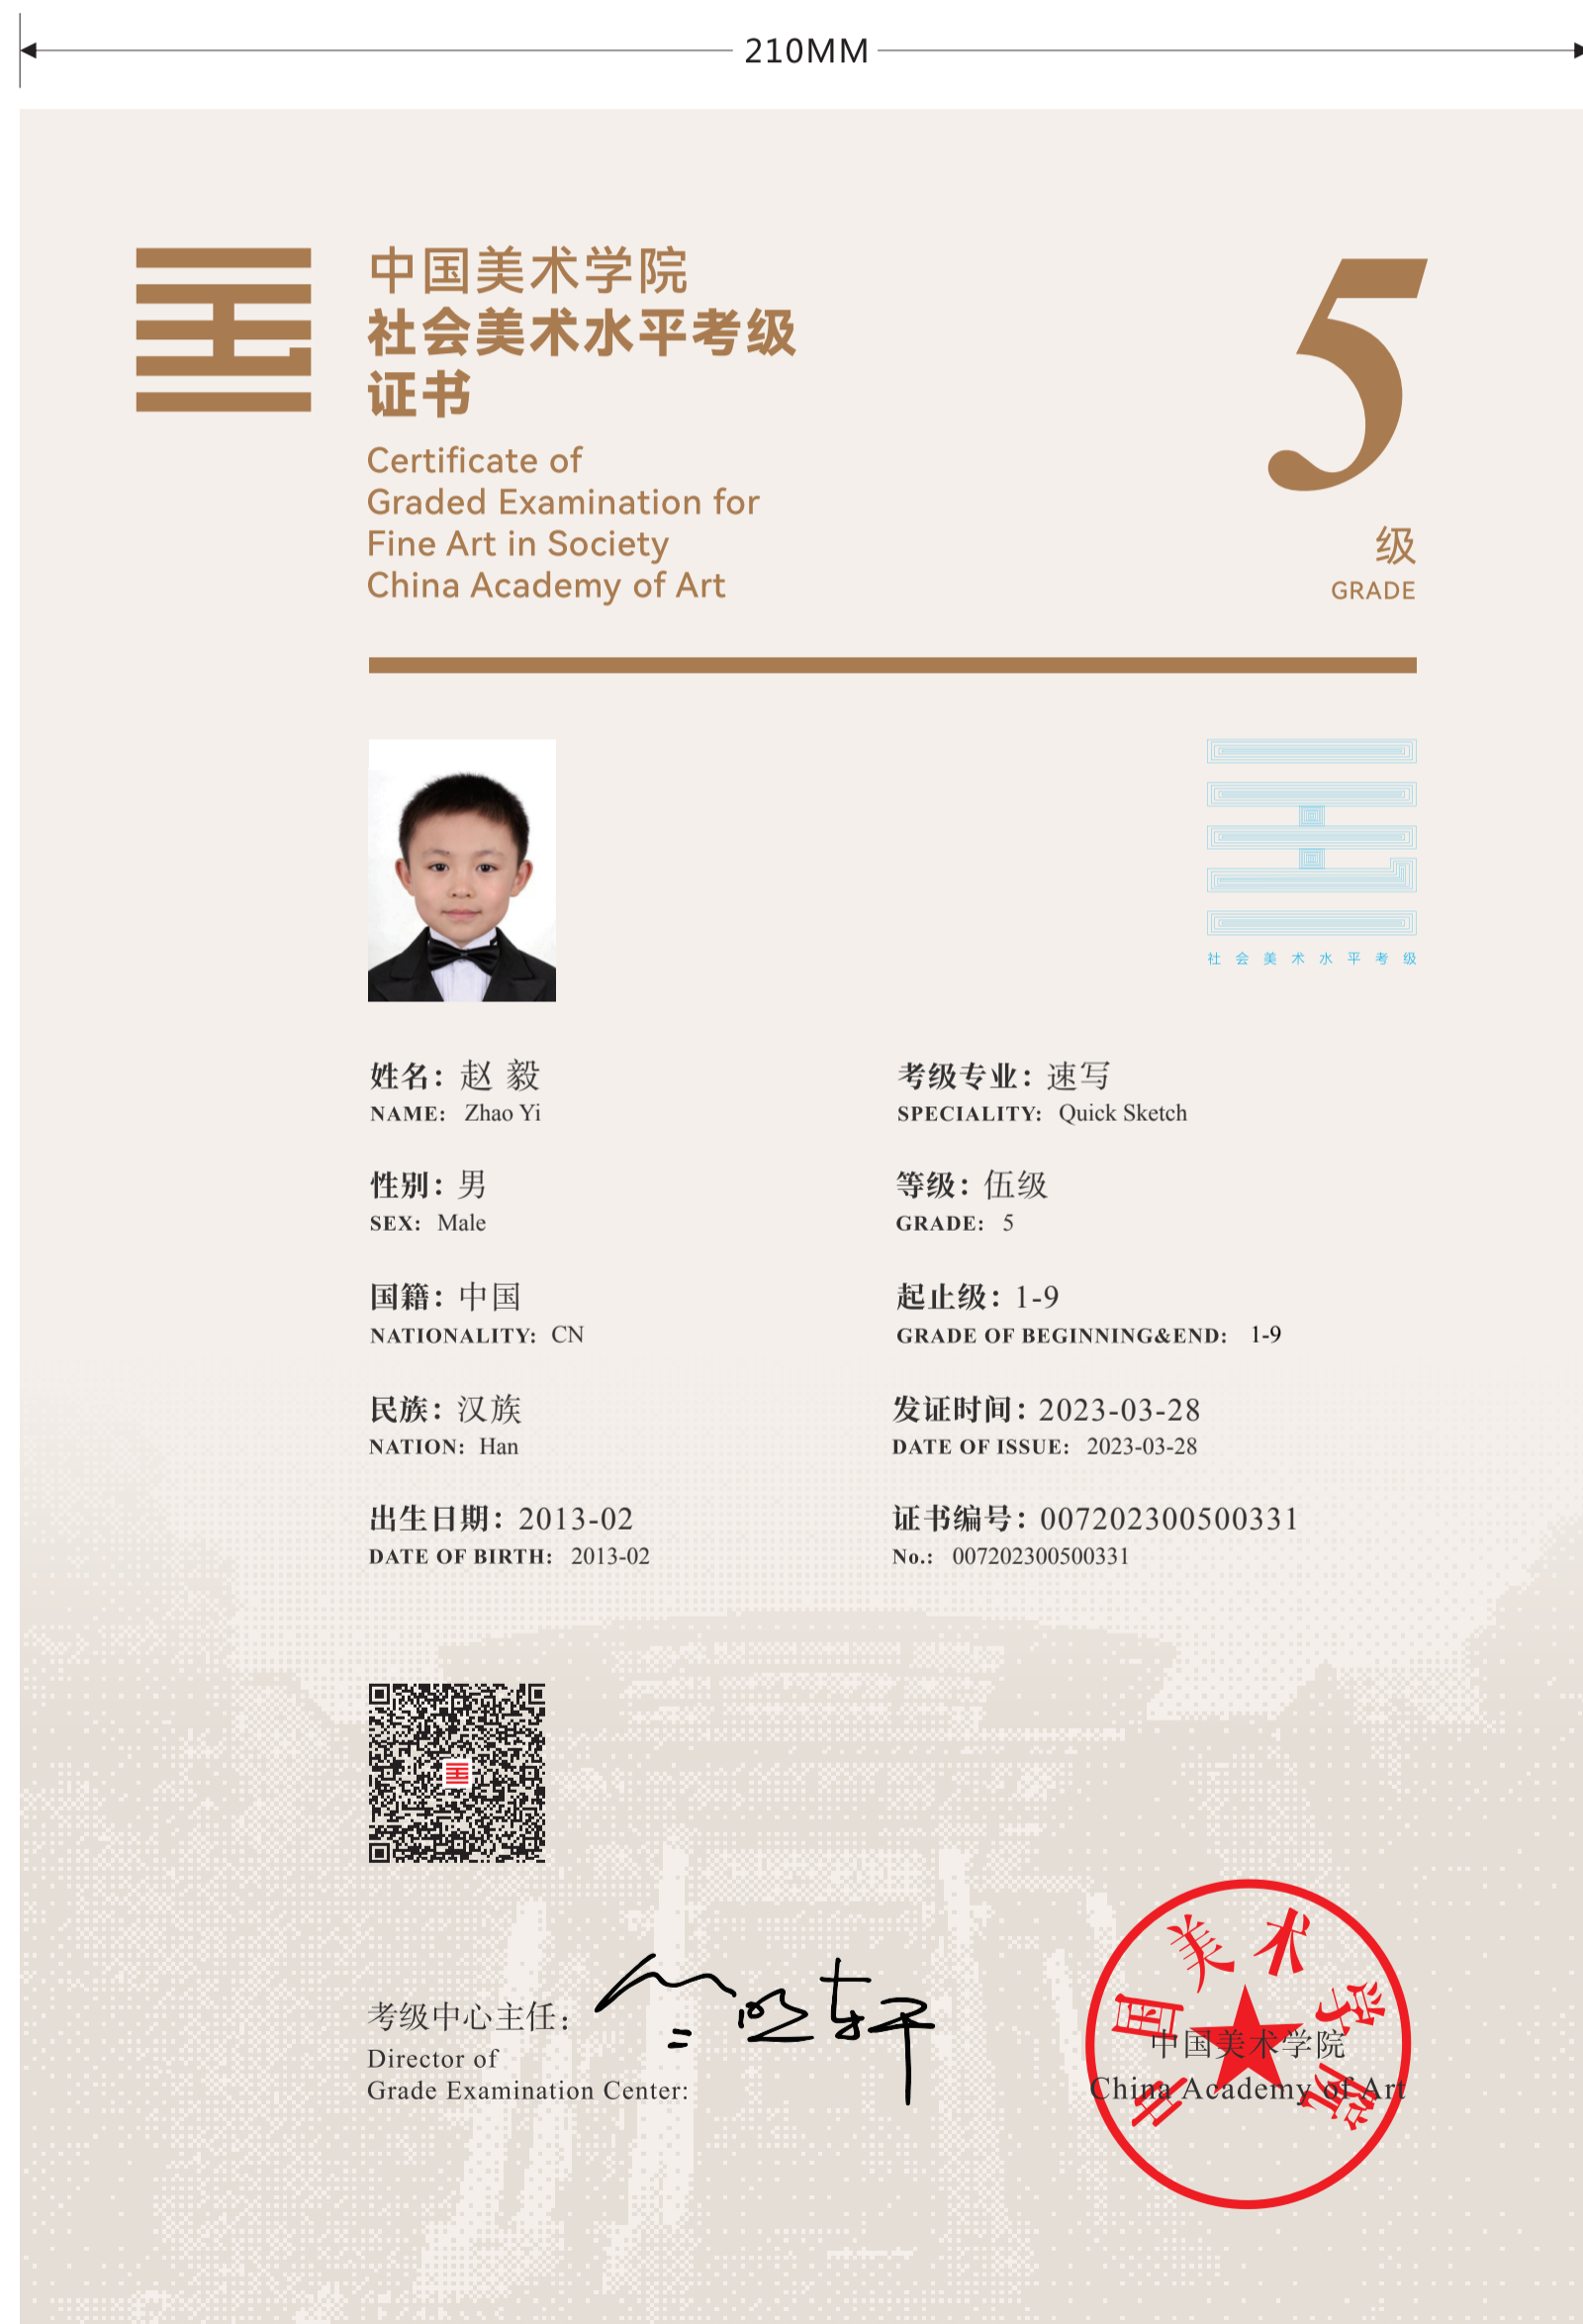 210MM
中国美术学院
社会美术水平考级
证书
Certificate of
Graded Examination for
Fine Art in Society
China Academy of Art
5
级
GRADE
社会美术水平考级
姓名：赵 毅
NAME: Zhao Yi
考级专业：速写
SPECIALITY: Quick Sketch
性别：男
SEX: Male
等级：伍级
GRADE: 5
国籍：中国
NATIONALITY: CN
起止级：1-9
GRADE OF BEGINNING&END: 1-9
民族：汉族
NATION: Han
发证时间：2023-03-28
DATE OF ISSUE: 2023-03-28
出生日期：2013-02
DATE OF BIRTH: 2013-02
证书编号：007202300500331
No.: 007202300500331
考级中心主任：
Director of
Grade Examination Center:
中国美术学院
中国美术学院
China Academy of Art